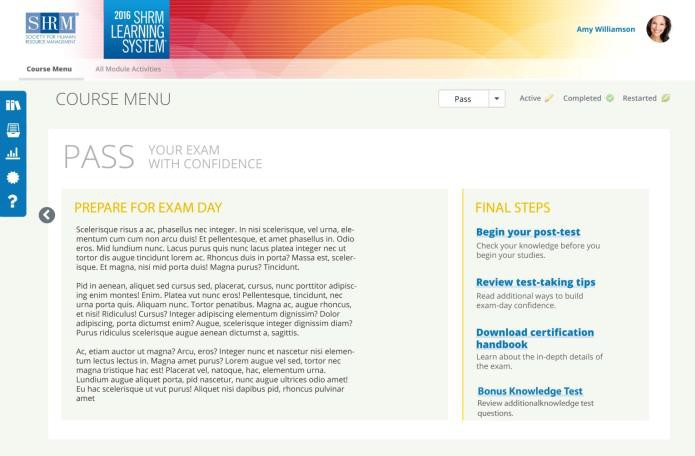 SHRM
SOCIETY FOR HUMAN
RESOURCE MANAGEMENT
2016 SHRM
LEARNING
SYSTEM
Amy Williamson
Course Menu
All Module Activities
COURSE MENU
Pass
Active
Completed
Restarted
?
PASS
YOUR EXAM
WITH CONFIDENCE
PREPARE FOR EXAM DAY
Scelerisque risus a ac, phasellus nec integer. In nisi scelerisque, vel urna, ele-
mentum cum cum non arcu duis! Et pellentesque, et amet phasellus in. Odio
eros. Mid lundium nunc. Lacus purus quis nunc lacus platea integer nec ut
tortor dis augue tincidunt lorem ac. Rhoncus duis in porta? Massa est, sceler-
isque. Et magna, nisi mid porta duis! Magna purus? Tincidunt.
Pid in aenean, aliquet sed cursus sed, placerat, cursus, nunc porttitor adipisc-
ing enim montes! Enim. Platea vut nunc eros! Pellentesque, tincidunt, nec
urna porta quis. Aliquam nunc. Tortor penatibus. Magna ac, augue rhoncus,
et nisi! Ridiculus! Cursus? Integer adipiscing elementum dignissim? Dolor
adipiscing, porta dictumst enim? Augue, scelerisque integer dignissim diam?
Purus ridiculus scelerisque augue aenean dictumst a, sagittis.
Ac, etiam auctor ut magna? Arcu, eros? Integer nunc et nascetur nisi elemen-
tum lectus lectus in. Magna amet purus? Lorem augue vel sed, tortor nec
magna tristique hac est! Placerat vel, natoque, hac, elementum urna.
Lundium augue aliquet porta, pid nascetur, nunc augue ultrices odio amet!
Eu hac scelerisque ut vut purus! Aliquet nisi dapibus pid, rhoncus pulvinar
amet
FINAL STEPS
Begin your post-test
Check your knowledge before you
begin your studies.
Review test-taking tips
Read additional ways to build
exam-day confidence.
Download certification
handbook
Learn about the in-depth details of
the exam.
Bonus Knowledge Test
Review additionalknowledge test
questions.